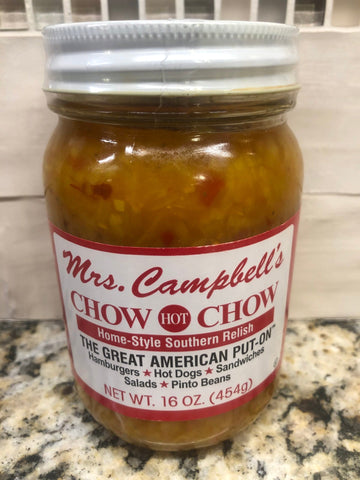 Mrs. Campbell's
CHOW HOT CHOW
Home-Style Southern Relish
THE GREAT AMERICAN PUT-ON™
Hamburgers ★ Hot Dogs ★ Sandwiches
Salads ★ Pinto Beans
NET WT. 16 OZ. (454g)